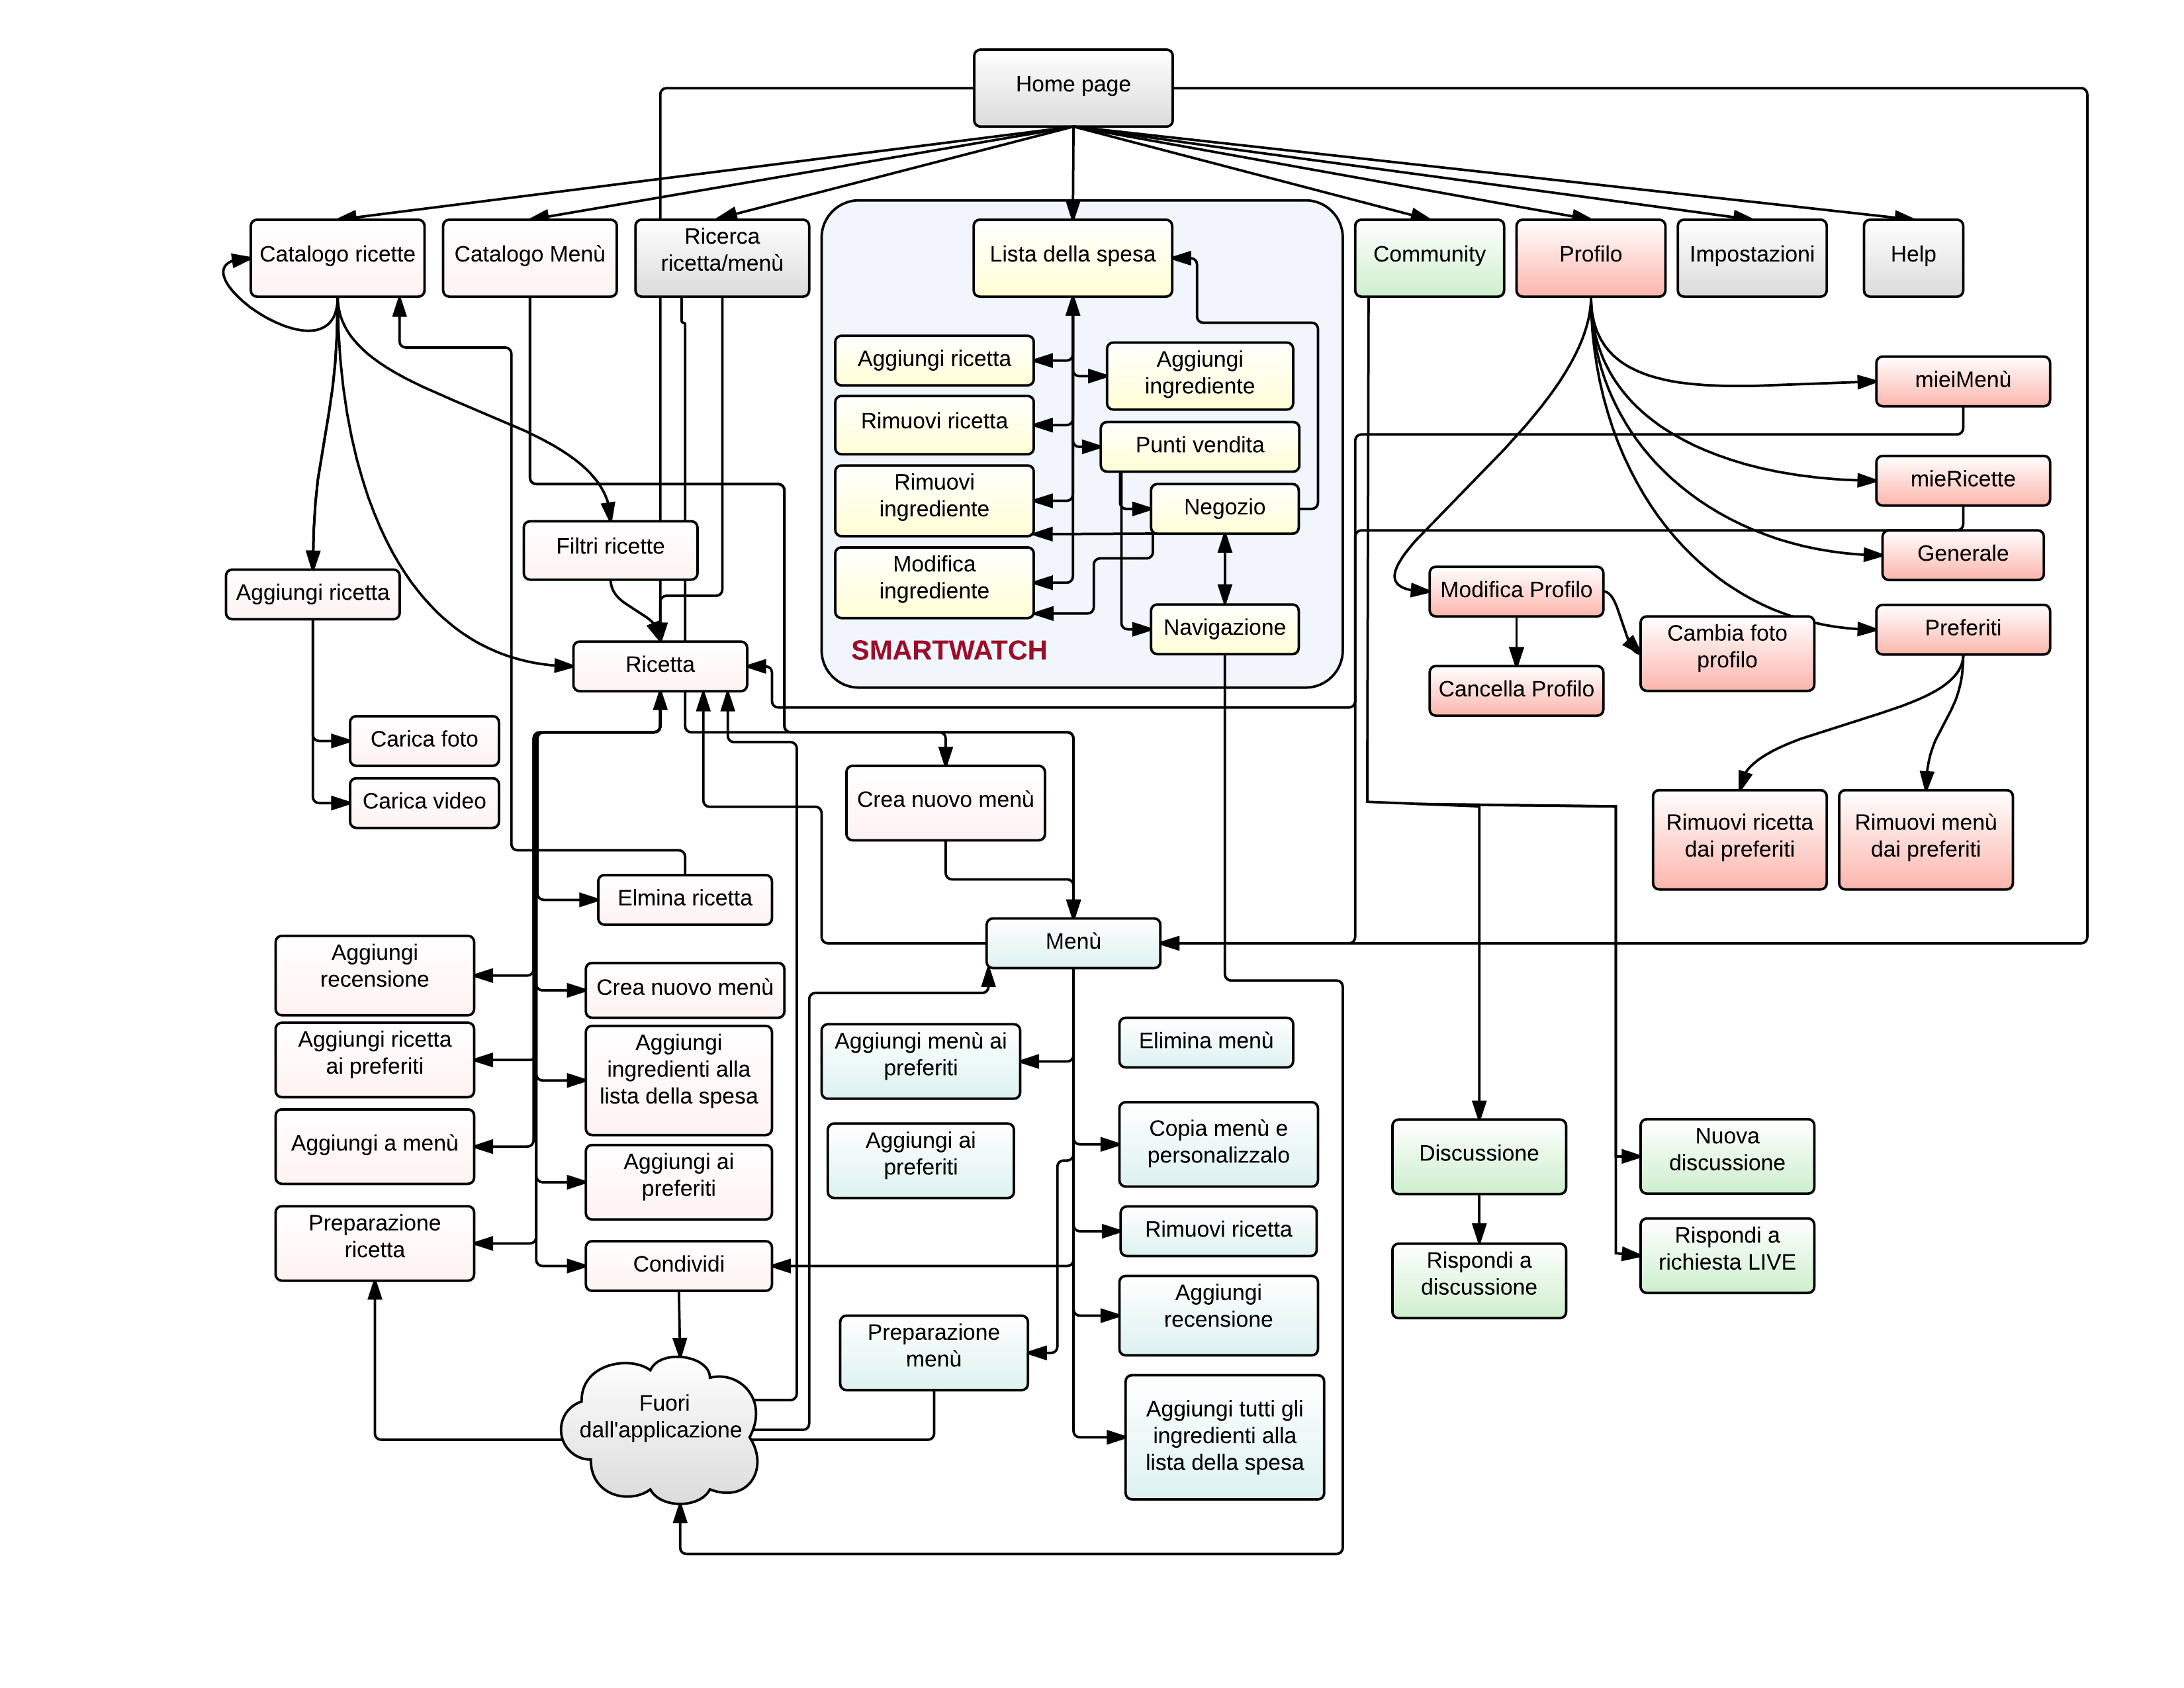 Home page
Catalogo ricette
Catalogo Menù
Ricerca
ricetta/menù
Lista della spesa
Community
Profilo
Impostazioni
Help
Aggiungi ricetta
Aggiungi
ingrediente
Rimuovi ricetta
Punti vendita
Rimuovi
ingrediente
Negozio
Modifica
ingrediente
Navigazione
SMARTWATCH
mieiMenù
mieRicette
Generale
Preferiti
Modifica Profilo
Cambia foto
profilo
Cancella Profilo
Rimuovi ricetta
dai preferiti
Rimuovi menù
dai preferiti
Filtri ricette
Aggiungi ricetta
Ricetta
Carica foto
Carica video
Crea nuovo menù
Elmina ricetta
Menù
Aggiungi
recensione
Crea nuovo menù
Aggiungi ricetta
ai preferiti
Aggiungi
ingredienti alla
lista della spesa
Aggiungi a menù
Aggiungi ai
preferiti
Preparazione
ricetta
Condividi
Fuori
dall'applicazione
Aggiungi menù ai
preferiti
Elimina menù
Aggiungi ai
preferiti
Copia menù e
personalizzalo
Rimuovi ricetta
Aggiungi
recensione
Preparazione
menù
Aggiungi tutti gli
ingredienti alla
lista della spesa
Discussione
Nuova
discussione
Rispondi a
discussione
Rispondi a
richiesta LIVE